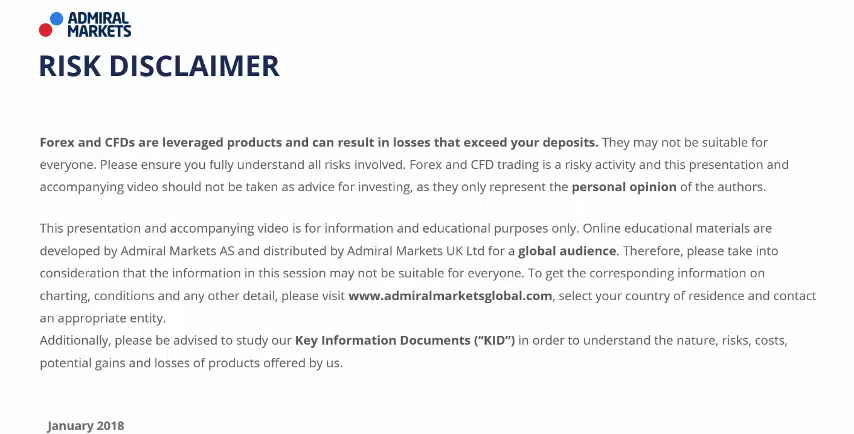 ADMIRAL
MARKETS
RISK DISCLAIMER
Forex and CFDs are leveraged products and can result in losses that exceed your deposits. They may not be suitable for
everyone. Please ensure you fully understand all risks involved. Forex and CFD trading is a risky activity and this presentation and
accompanying video should not be taken as advice for investing, as they only represent the personal opinion of the authors.
This presentation and accompanying video is for information and educational purposes only. Online educational materials are
developed by Admiral Markets AS and distributed by Admiral Markets UK Ltd for a global audience. Therefore, please take into
consideration that the information in this session may not be suitable for everyone. To get the corresponding information on
charting, conditions and any other detail, please visit www.admiralmarketsglobal.com, select your country of residence and contact
an appropriate entity.
Additionally, please be advised to study our Key Information Documents (“KID”) in order to understand the nature, risks, costs,
potential gains and losses of products offered by us.
January 2018